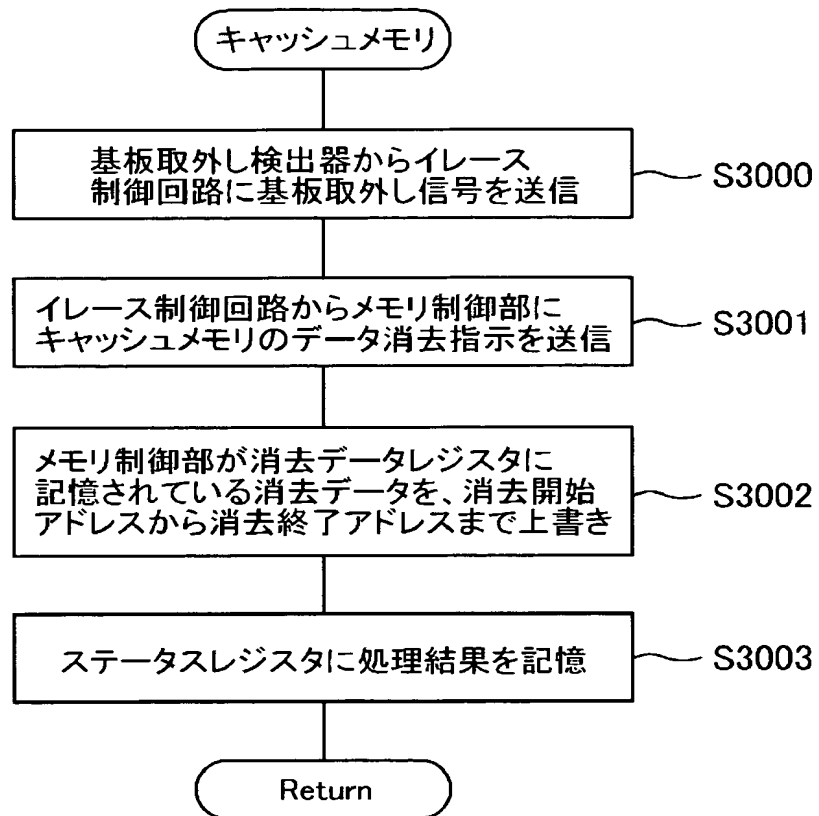 キャッシュメモリ
基板取外し検出器からイレース
制御回路に基板取外し信号を送信
S3000
イレース制御回路からメモリ制御部に
キャッシュメモリのデータ消去指示を送信
S3001
メモリ制御部が消去データレジスタに
記憶されている消去データを、消去開始
アドレスから消去終了アドレスまで上書き
S3002
ステータスレジスタに処理結果を記憶
S3003
Return